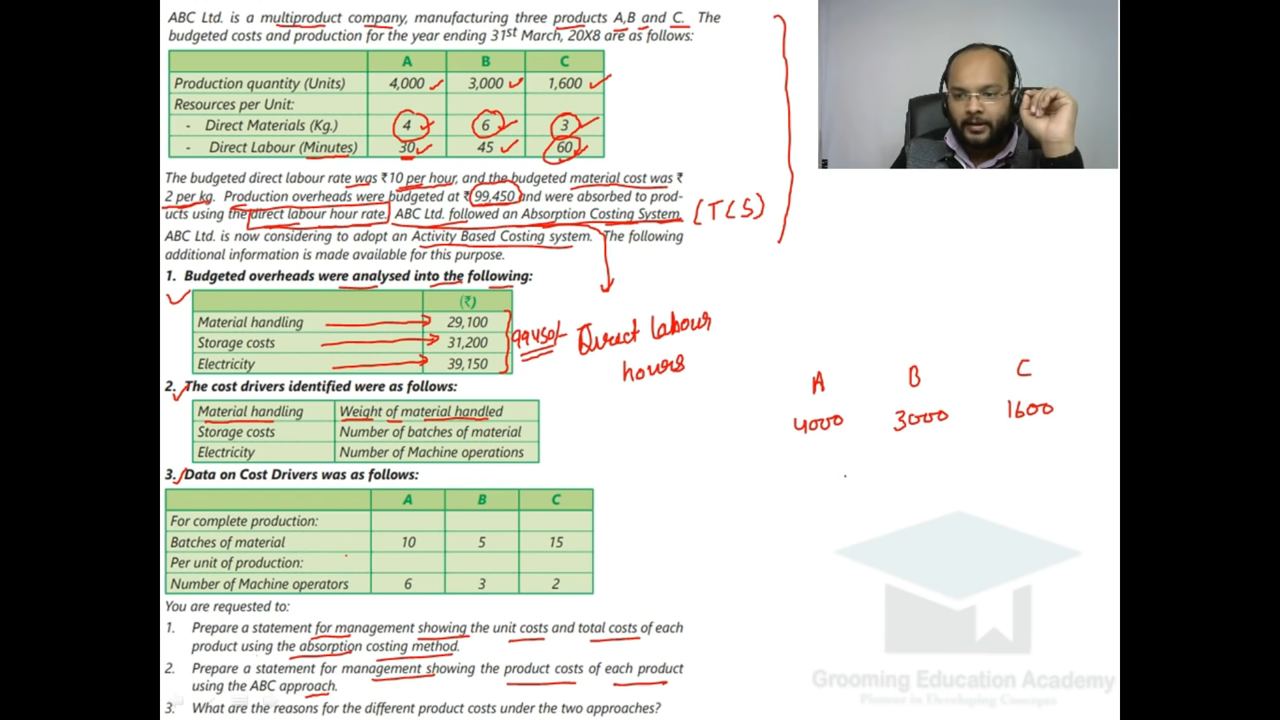 ABC Ltd. is a multiproduct company, manufacturing three products A,B and C. The
budgeted costs and production for the year ending 31st March, 20X8 are as follows:
A B C
Production quantity (Units) 4,000 3,000 1,600
Resources per Unit:
- Direct Materials (Kg.) 4 6 3
- Direct Labour (Minutes) 30 45 60
The budgeted direct labour rate was ₹10 per hour, and the budgeted material cost was ₹
2 per kg. Production overheads were budgeted at ₹99,450 and were absorbed to prod-
ucts using the direct labour hour rate. ABC Ltd. followed an Absorption Costing System. (TCS)
ABC Ltd. is now considering to adopt an Activity Based Costing system. The following
additional information is made available for this purpose.
1. Budgeted overheads were analysed into the following:
(₹)
Material handling 29,100
Storage costs 31,200
Electricity 39,150
99450/-
Direct labour
hours
2. The cost drivers identified were as follows:
Material handling Weight of material handled
Storage costs Number of batches of material
Electricity Number of Machine operations
A B C
4000 3000 1600
3. Data on Cost Drivers was as follows:
A B C
For complete production:
Batches of material 10 5 15
Per unit of production:
Number of Machine operators 6 3 2
You are requested to:
1. Prepare a statement for management showing the unit costs and total costs of each
product using the absorption costing method.
2. Prepare a statement for management showing the product costs of each product
using the ABC approach.
3. What are the reasons for the different product costs under the two approaches?
Grooming Education Academy
Pioneer in Developing Concepts